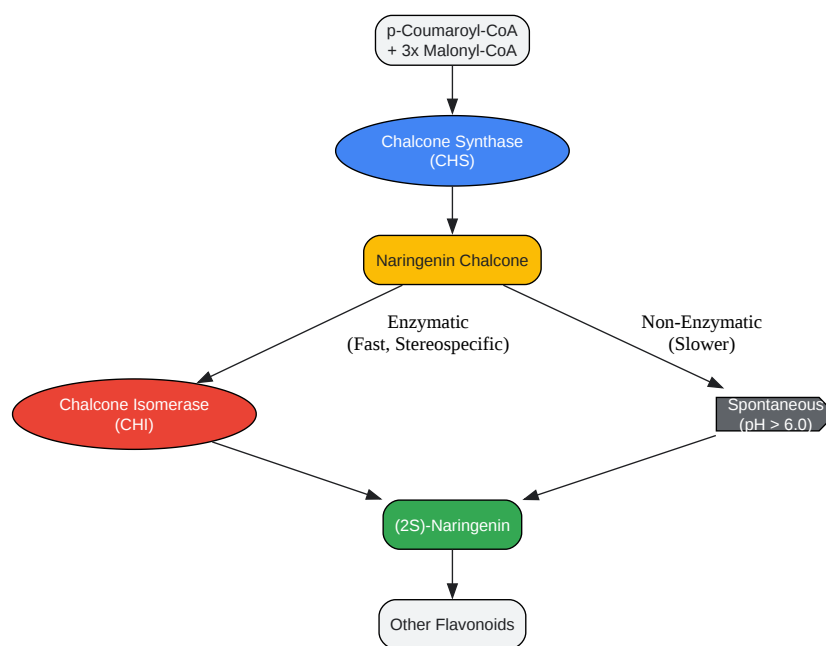 p-Coumaroyl-CoA
+ 3x Malonyl-CoA
Chalcone Synthase
(CHS)
Naringenin Chalcone
Enzymatic
(Fast, Stereospecific)
Non-Enzymatic
(Slower)
Chalcone Isomerase
(CHI)
Spontaneous
(pH > 6.0)
(2S)-Naringenin
Other Flavonoids